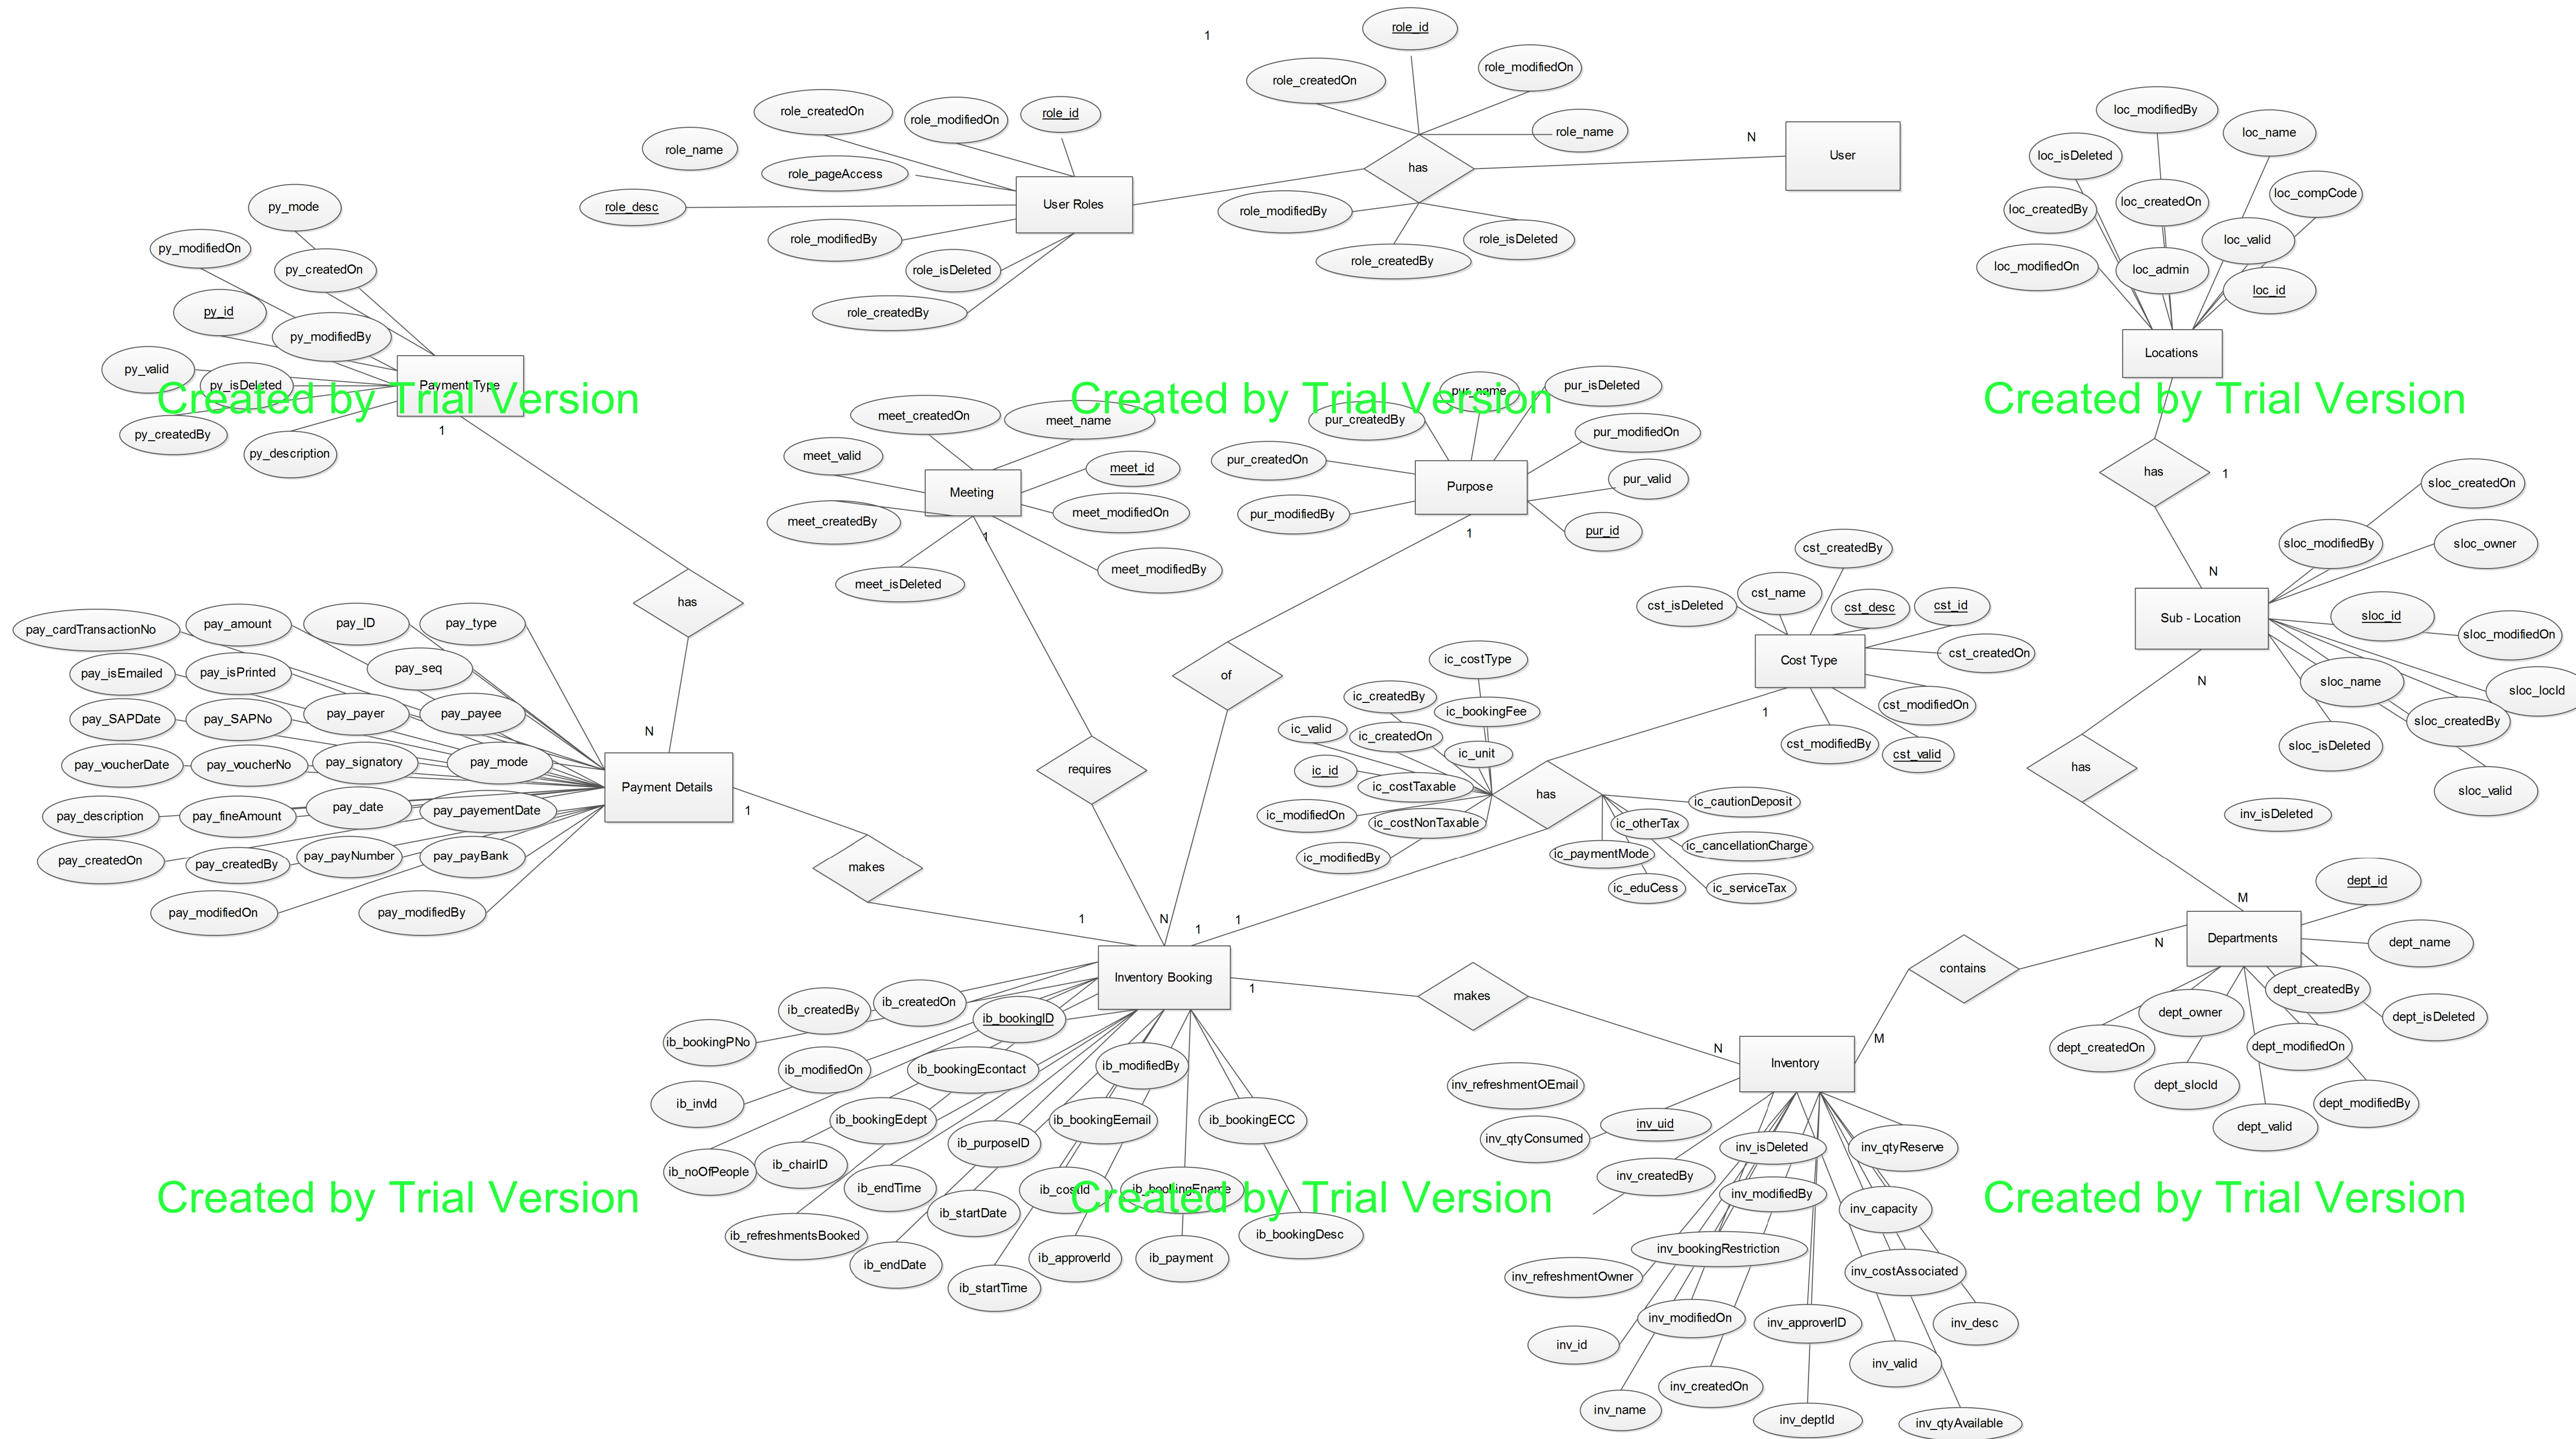 role_id
1
role_createdOn
role_modifiedOn
role_name
has
N
User
role_modifiedBy
role_isDeleted
role_createdBy
role_createdOn
role_modifiedOn
role_id
role_name
role_pageAccess
role_desc
User Roles
role_modifiedBy
role_isDeleted
role_createdBy
loc_modifiedBy
loc_name
loc_isDeleted
loc_compCode
loc_createdBy
loc_createdOn
loc_valid
loc_modifiedOn
loc_admin
loc_id
Locations
py_mode
py_modifiedOn
py_createdOn
py_id
py_modifiedBy
py_valid
py_isDeleted
Payment Type
py_createdBy
py_description
1
Created by Trial Version
Created by Trial Version
Created by Trial Version
meet_createdOn
meet_name
meet_valid
meet_id
Meeting
meet_createdBy
meet_modifiedOn
1
meet_isDeleted
meet_modifiedBy
pur_name
pur_isDeleted
pur_createdBy
pur_modifiedOn
pur_createdOn
pur_valid
Purpose
pur_modifiedBy
pur_id
1
has
1
N
sloc_createdOn
sloc_modifiedBy
sloc_owner
Sub - Location
sloc_id
sloc_modifiedOn
sloc_name
sloc_locId
sloc_createdBy
sloc_isDeleted
sloc_valid
N
has
M
has
N
pay_cardTransactionNo
pay_amount
pay_ID
pay_type
pay_isEmailed
pay_isPrinted
pay_seq
pay_SAPDate
pay_SAPNo
pay_payer
pay_payee
pay_voucherDate
pay_voucherNo
pay_signatory
pay_mode
Payment Details
pay_description
pay_fineAmount
pay_date
pay_payementDate
pay_createdOn
pay_createdBy
pay_payNumber
pay_payBank
pay_modifiedOn
pay_modifiedBy
1
makes
1
requires
N
of
1
cst_createdBy
cst_name
cst_isDeleted
cst_desc
cst_id
Cost Type
cst_createdOn
cst_modifiedOn
cst_modifiedBy
cst_valid
1
ic_costType
ic_createdBy
ic_bookingFee
ic_valid
ic_createdOn
ic_unit
ic_id
ic_costTaxable
has
ic_cautionDeposit
ic_modifiedOn
ic_costNonTaxable
ic_otherTax
ic_modifiedBy
ic_paymentMode
ic_cancellationCharge
ic_eduCess
ic_serviceTax
1
inv_isDeleted
dept_id
Departments
dept_name
N
contains
M
dept_createdBy
dept_owner
dept_isDeleted
dept_createdOn
dept_modifiedOn
dept_slocId
dept_modifiedBy
dept_valid
Inventory Booking
1
makes
N
Inventory
ib_createdBy
ib_createdOn
ib_bookingID
ib_bookingPNo
ib_modifiedOn
ib_bookingEcontact
ib_modifiedBy
ib_invId
ib_bookingEdept
ib_bookingEemail
ib_bookingECC
ib_purposeID
ib_noOfPeople
ib_chairID
ib_endTime
ib_costId
ib_bookingEname
ib_startDate
ib_refreshmentsBooked
ib_bookingDesc
ib_endDate
ib_approverId
ib_payment
ib_startTime
inv_refreshmentOEmail
inv_uid
inv_qtyConsumed
inv_isDeleted
inv_qtyReserve
inv_createdBy
inv_modifiedBy
inv_capacity
Created by Trial Version
Created by Trial Version
Created by Trial Version
inv_bookingRestriction
inv_refreshmentOwner
inv_costAssociated
inv_modifiedOn
inv_approverID
inv_desc
inv_id
inv_valid
inv_createdOn
inv_name
inv_deptId
inv_qtyAvailable